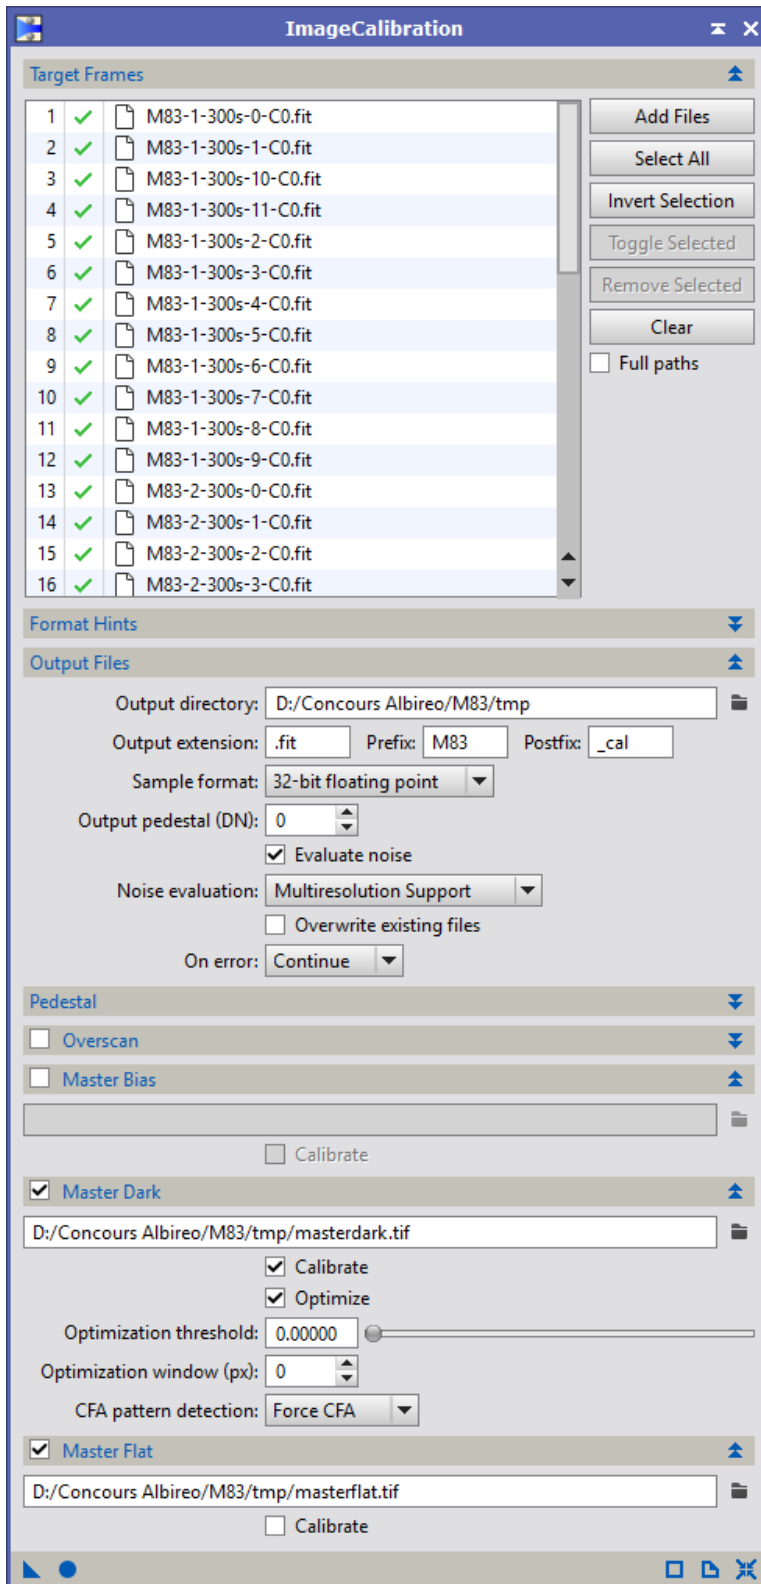 ImageCalibration
Target Frames
1 M83-1-300s-0-C0.fit
2 M83-1-300s-1-C0.fit
3 M83-1-300s-10-C0.fit
4 M83-1-300s-11-C0.fit
5 M83-1-300s-2-C0.fit
6 M83-1-300s-3-C0.fit
7 M83-1-300s-4-C0.fit
8 M83-1-300s-5-C0.fit
9 M83-1-300s-6-C0.fit
10 M83-1-300s-7-C0.fit
11 M83-1-300s-8-C0.fit
12 M83-1-300s-9-C0.fit
13 M83-2-300s-0-C0.fit
14 M83-2-300s-1-C0.fit
15 M83-2-300s-2-C0.fit
16 M83-2-300s-3-C0.fit
Add Files
Select All
Invert Selection
Toggle Selected
Remove Selected
Clear
Full paths
Format Hints
Output Files
Output directory: D:/Concours Albireo/M83/tmp
Output extension: .fit Prefix: M83 Postfix: _cal
Sample format: 32-bit floating point
Output pedestal (DN): 0
Evaluate noise
Noise evaluation: Multiresolution Support
Overwrite existing files
On error: Continue
Pedestal
Overscan
Master Bias
Calibrate
Master Dark
D:/Concours Albireo/M83/tmp/masterdark.tif
Calibrate
Optimize
Optimization threshold: 0.00000
Optimization window (px): 0
CFA pattern detection: Force CFA
Master Flat
D:/Concours Albireo/M83/tmp/masterflat.tif
Calibrate